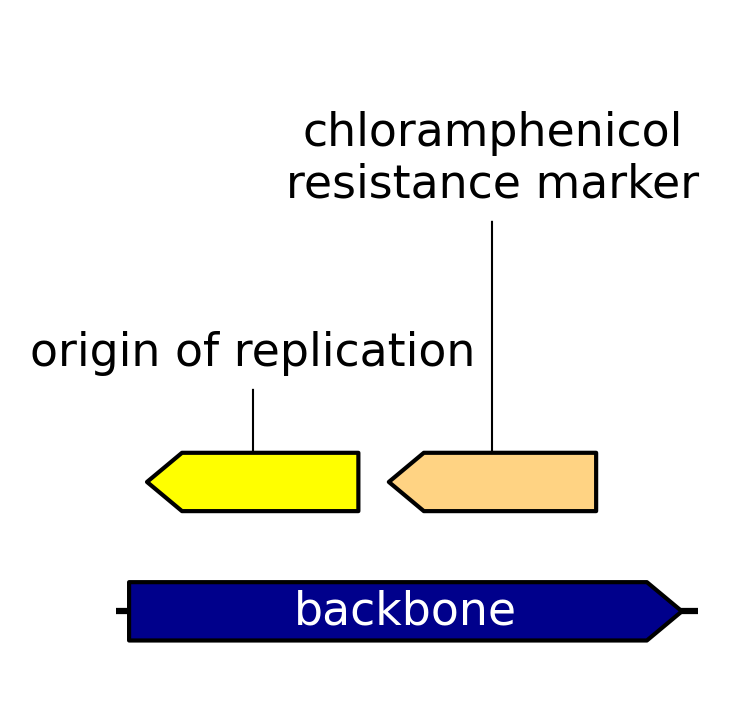 chloramphenicol
resistance marker
origin of replication
backbone